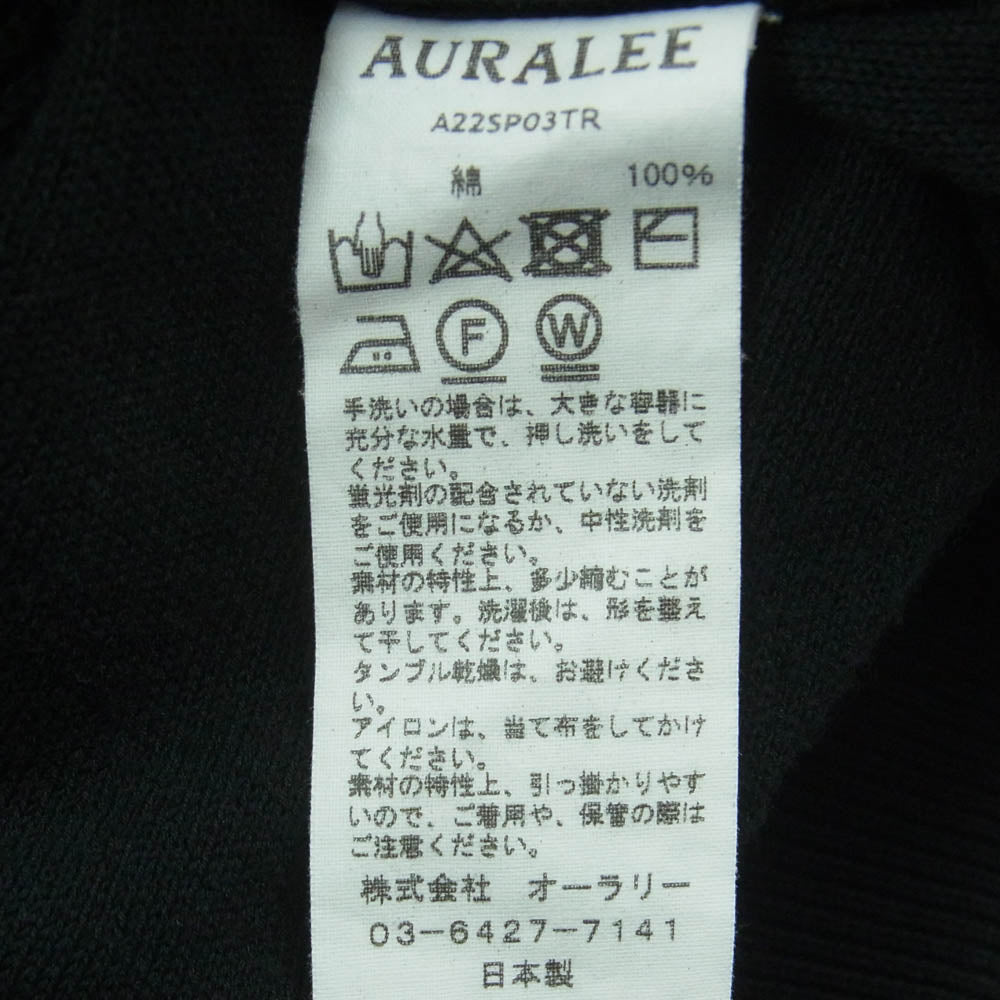 AURALEE
A22SP03TR
綿 100%
F W
手洗いの場合は、大きな容器に
充分な水量で、押し洗いをして
ください。
蛍光剤の配合されていない洗剤
をご使用になるか、中性洗剤を
ご使用ください。
素材の特性上、多少縮むことが
あります。洗濯後は、形を整え
て干してください。
タンブル乾燥は、お避けくださ
い。
アイロンは、当て布をしてかけ
てください。
素材の特性上、引っ掛かりやす
いので、ご着用や、保管の際は
ご注意ください。
株式会社 オーラリー
03-6427-7141
日本製